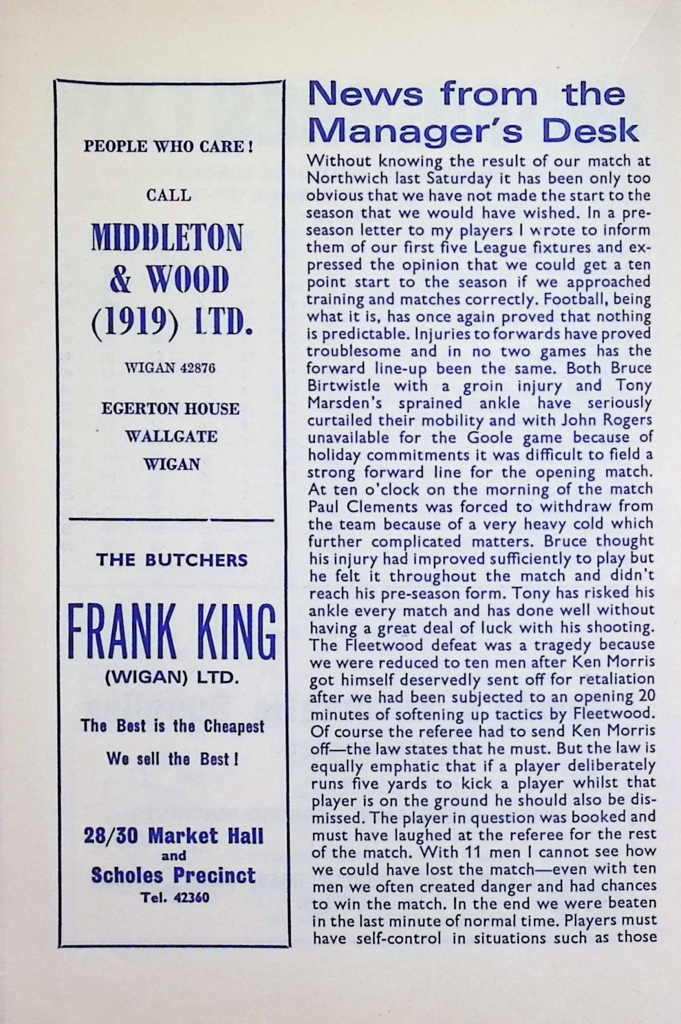 PEOPLE WHO CARE!
CALL
MIDDLETON
& WOOD
(1919) LTD.
WIGAN 42876
EGERTON HOUSE
WALLGATE
WIGAN
THE BUTCHERS
FRANK KING
(WIGAN) LTD.
The Best is the Cheapest
We sell the Best!
28/30 Market Hall
and
Scholes Precinct
Tel. 42360
News from the
Manager's Desk
Without knowing the result of our match at
Northwich last Saturday it has been only too
obvious that we have not made the start to the
season that we would have wished. In a pre-
season letter to my players I wrote to inform
them of our first five League fixtures and ex-
pressed the opinion that we could get a ten
point start to the season if we approached
training and matches correctly. Football, being
what it is, has once again proved that nothing
is predictable. Injuries to forwards have proved
troublesome and in no two games has the
forward line-up been the same. Both Bruce
Birtwistle with a groin injury and Tony
Marsden's sprained ankle have seriously
curtailed their mobility and with John Rogers
unavailable for the Goole game because of
holiday commitments it was difficult to field a
strong forward line for the opening match.
At ten o'clock on the morning of the match
Paul Clements was forced to withdraw from
the team because of a very heavy cold which
further complicated matters. Bruce thought
his injury had improved sufficiently to play but
he felt it throughout the match and didn't
reach his pre-season form. Tony has risked his
ankle every match and has done well without
having a great deal of luck with his shooting.
The Fleetwood defeat was a tragedy because
we were reduced to ten men after Ken Morris
got himself deservedly sent off for retaliation
after we had been subjected to an opening 20
minutes of softening up tactics by Fleetwood.
Of course the referee had to send Ken Morris
off—the law states that he must. But the law is
equally emphatic that if a player deliberately
runs five yards to kick a player whilst that
player is on the ground he should also be dis-
missed. The player in question was booked and
must have laughed at the referee for the rest
of the match. With 11 men I cannot see how
we could have lost the match—even with ten
men we often created danger and had chances
to win the match. In the end we were beaten
in the last minute of normal time. Players must
have self-control in situations such as those